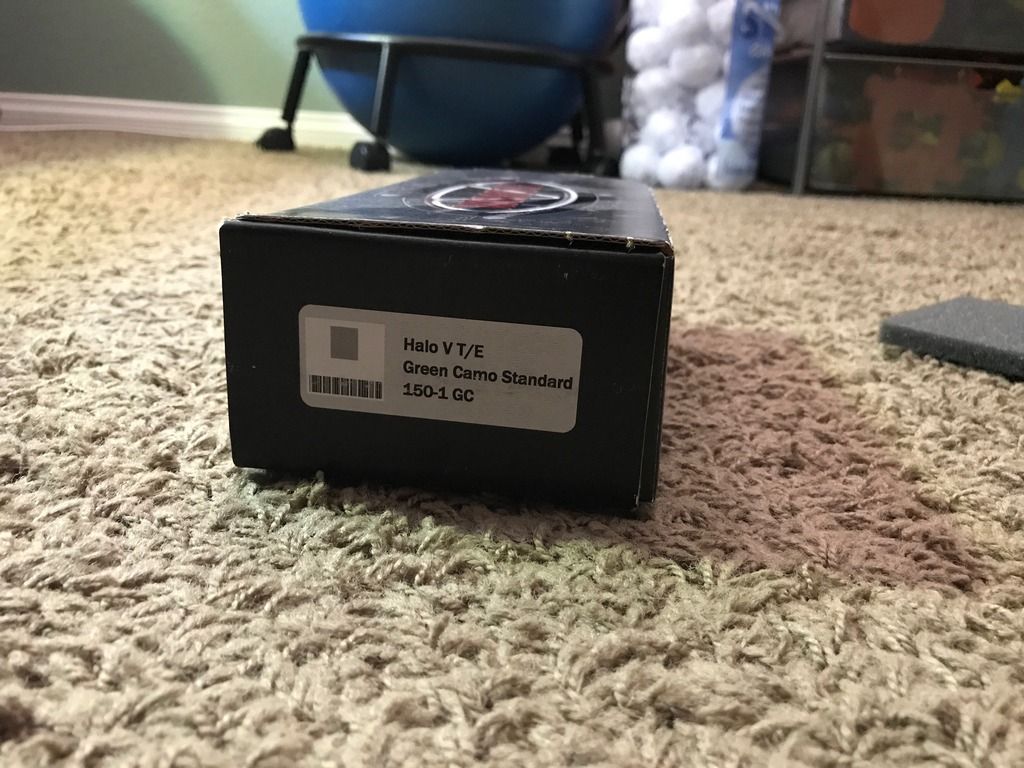 Halo V T/E
Green Camo Standard
150-1 GC